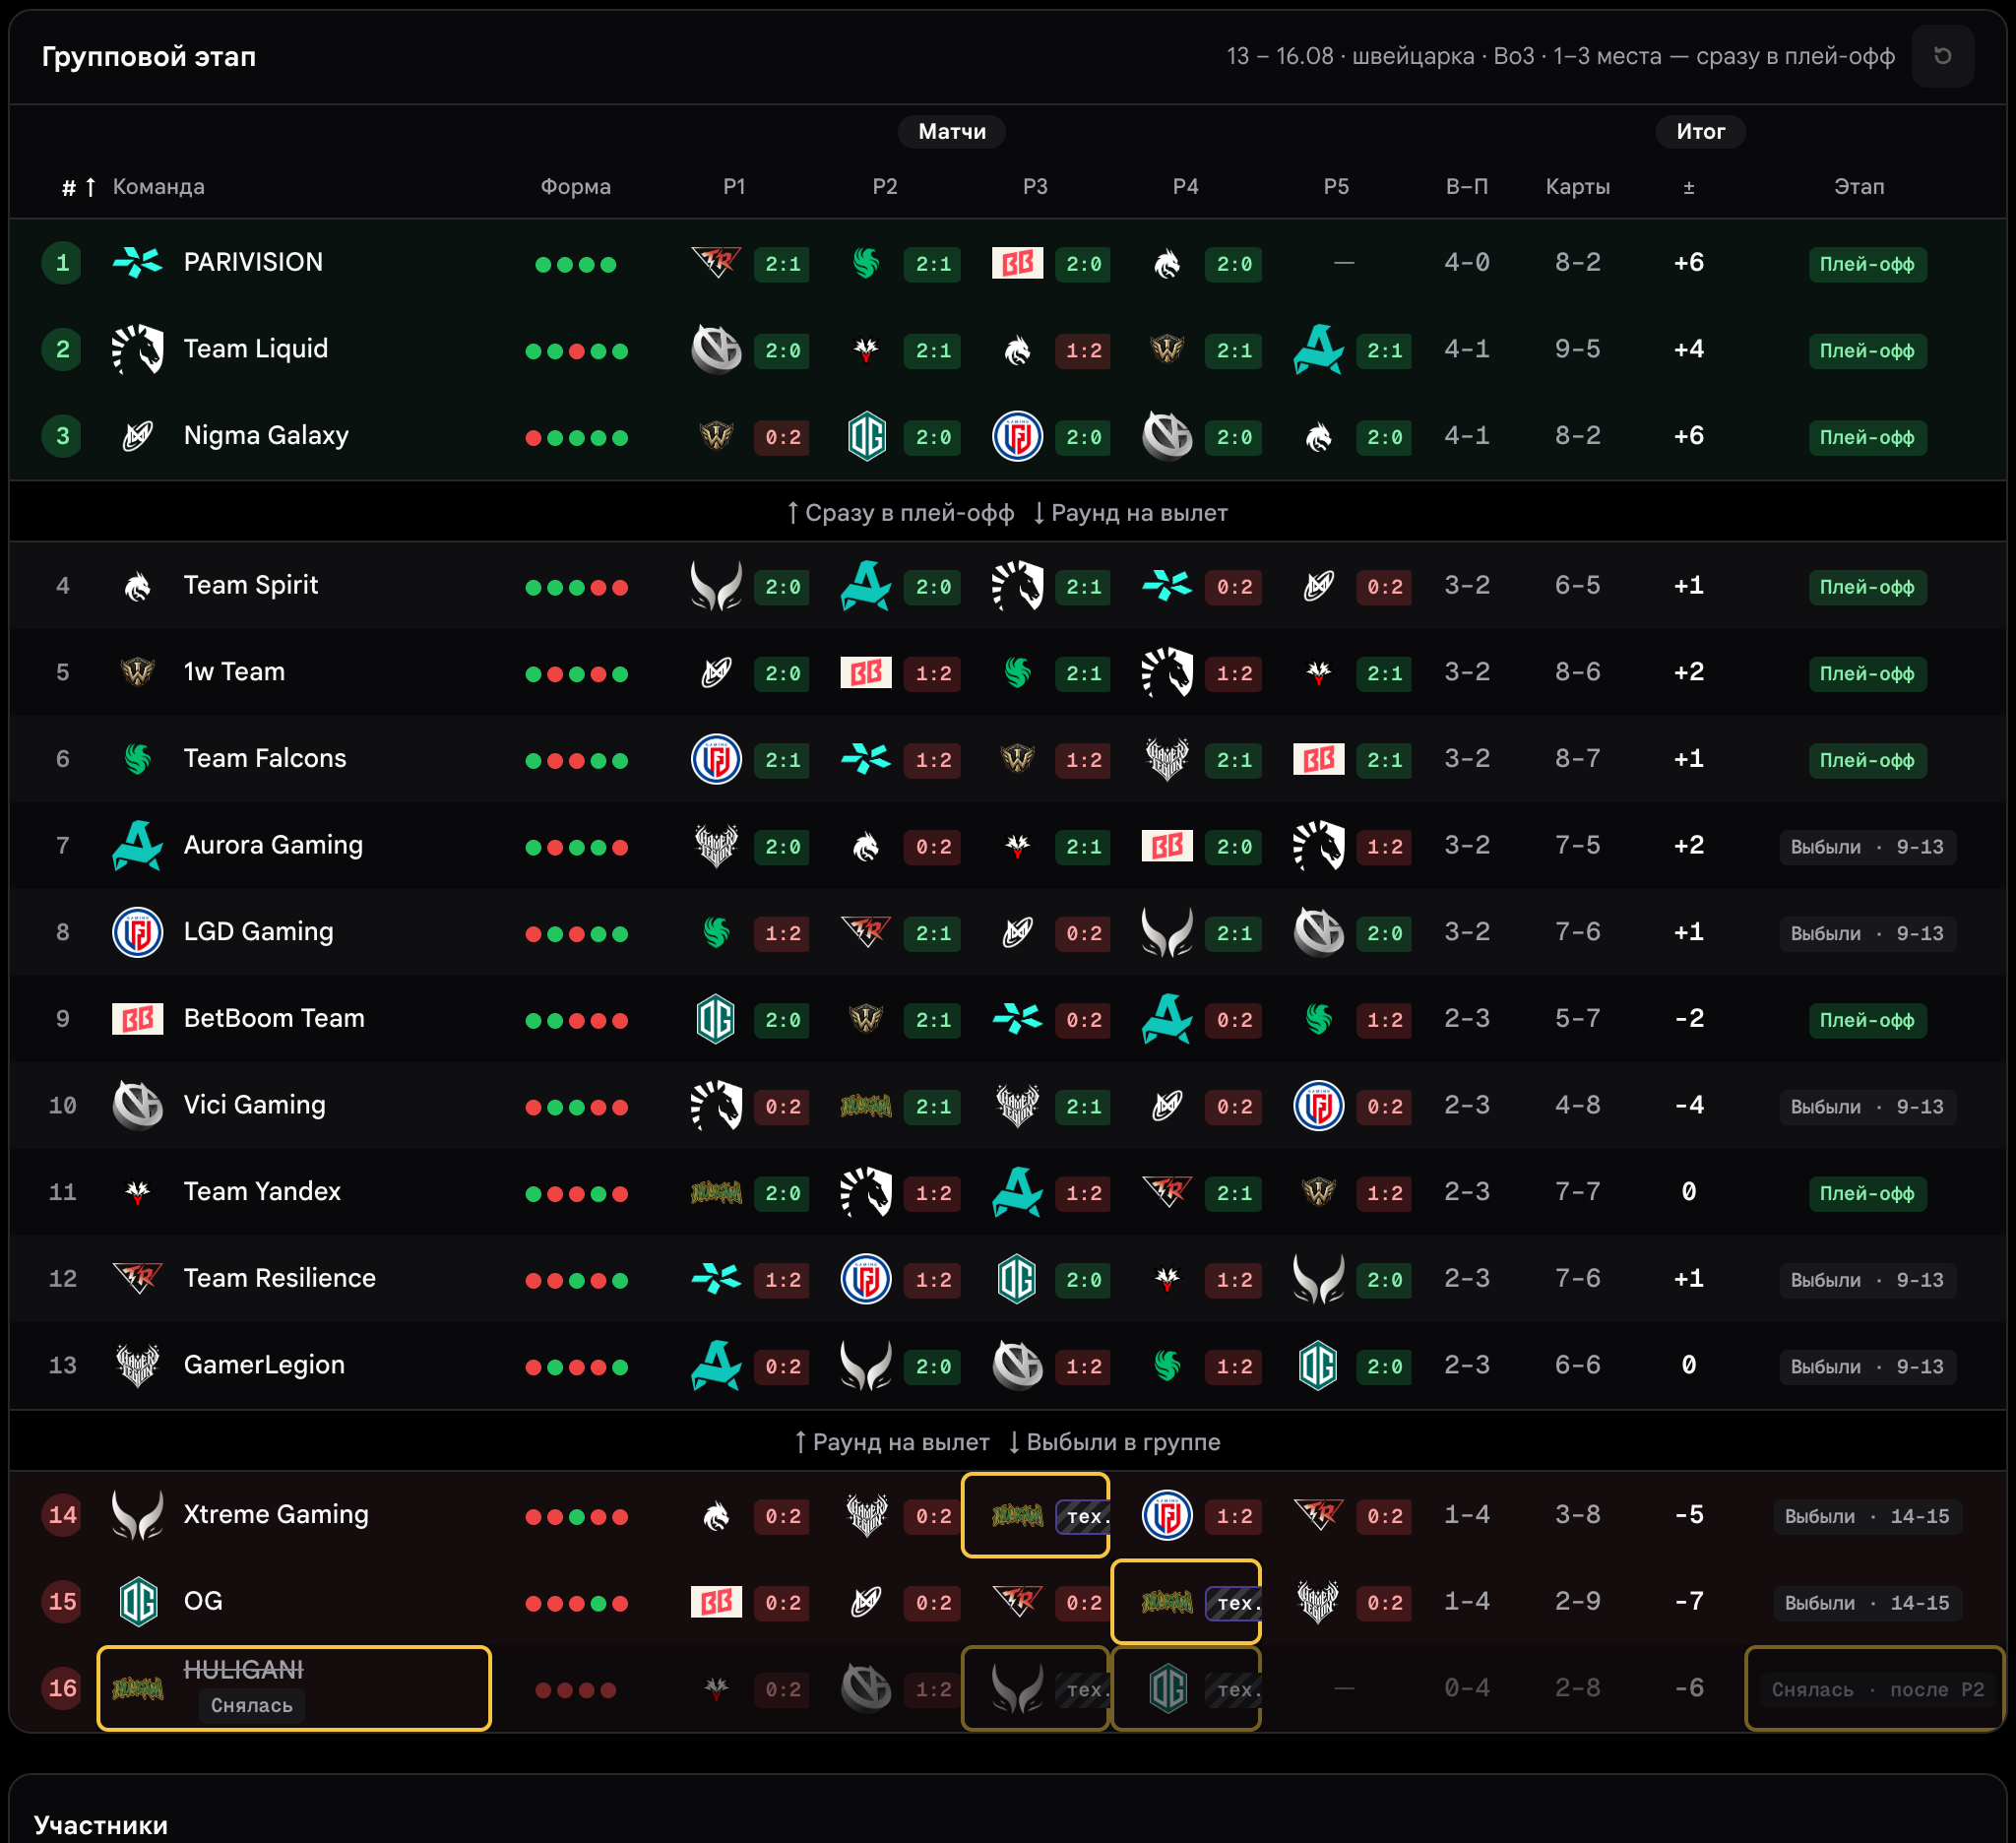 Групповой этап
13 – 16.08 · швейцарка · Bo3 · 1–3 места — сразу в плей-офф
Матчи Итог
# ↑ Команда Форма Р1 Р2 Р3 Р4 Р5 В–П Карты ± Этап
1 PARIVISION 2:1 2:1 2:0 2:0 — 4–0 8–2 +6 Плей-офф
2 Team Liquid 2:0 2:1 1:2 2:1 2:1 4–1 9–5 +4 Плей-офф
3 Nigma Galaxy 0:2 2:0 2:0 2:0 2:0 4–1 8–2 +6 Плей-офф
↑ Сразу в плей-офф ↓ Раунд на вылет
4 Team Spirit 2:0 2:0 2:1 0:2 0:2 3–2 6–5 +1 Плей-офф
5 1w Team 2:0 1:2 2:1 1:2 2:1 3–2 8–6 +2 Плей-офф
6 Team Falcons 2:1 1:2 1:2 2:1 2:1 3–2 8–7 +1 Плей-офф
7 Aurora Gaming 2:0 0:2 2:1 2:0 1:2 3–2 7–5 +2 Выбыли · 9–13
8 LGD Gaming 1:2 2:1 0:2 2:1 2:0 3–2 7–6 +1 Выбыли · 9–13
9 BetBoom Team 2:0 2:1 0:2 0:2 1:2 2–3 5–7 -2 Плей-офф
10 Vici Gaming 0:2 2:1 2:1 0:2 0:2 2–3 4–8 -4 Выбыли · 9–13
11 Team Yandex 2:0 1:2 1:2 2:1 1:2 2–3 7–7 0 Плей-офф
12 Team Resilience 1:2 1:2 2:0 1:2 2:0 2–3 7–6 +1 Выбыли · 9–13
13 GamerLegion 0:2 2:0 1:2 1:2 2:0 2–3 6–6 0 Выбыли · 9–13
↑ Раунд на вылет ↓ Выбыли в группе
14 Xtreme Gaming 0:2 0:2 тех. 1:2 0:2 1–4 3–8 -5 Выбыли · 14–15
15 OG 0:2 0:2 0:2 тех. 0:2 1–4 2–9 -7 Выбыли · 14–15
16 HULIGANI 0:2 1:2 тех. тех. — 0–4 2–8 -6 Снялась · после Р2
Снялась
Участники